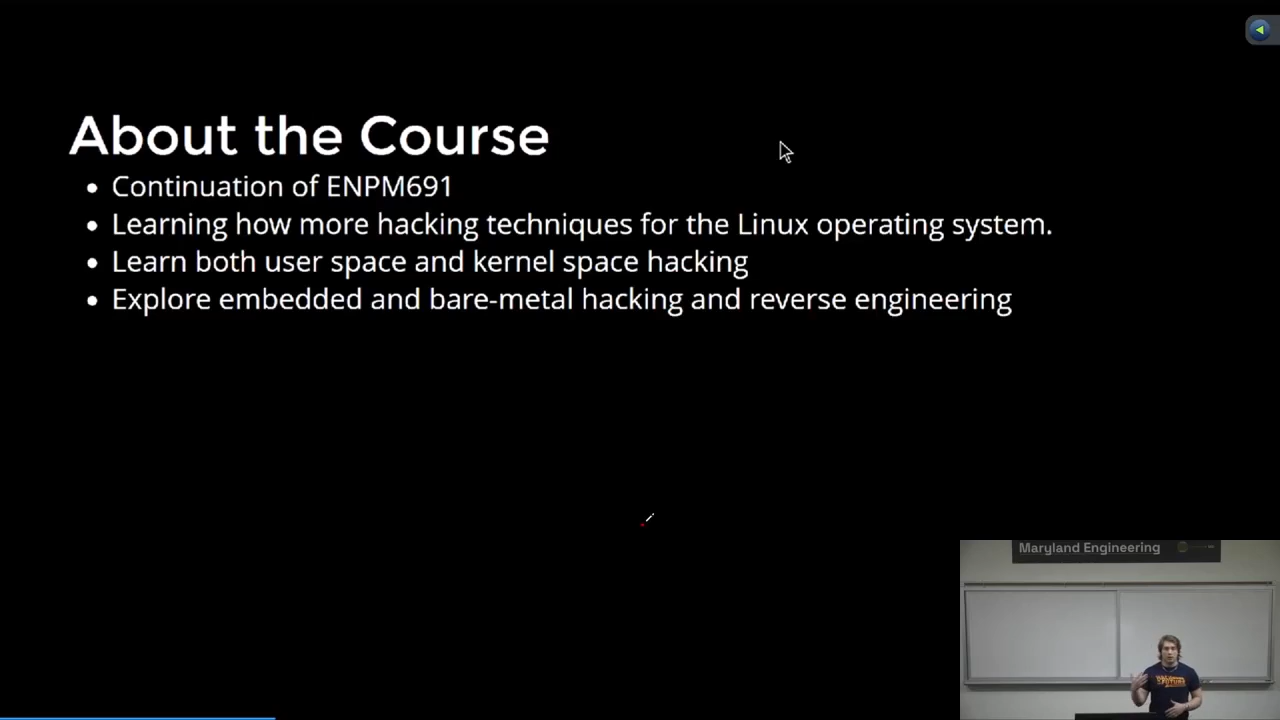 About the Course
• Continuation of ENPM691
• Learning how more hacking techniques for the Linux operating system.
• Learn both user space and kernel space hacking
• Explore embedded and bare-metal hacking and reverse engineering
Maryland Engineering